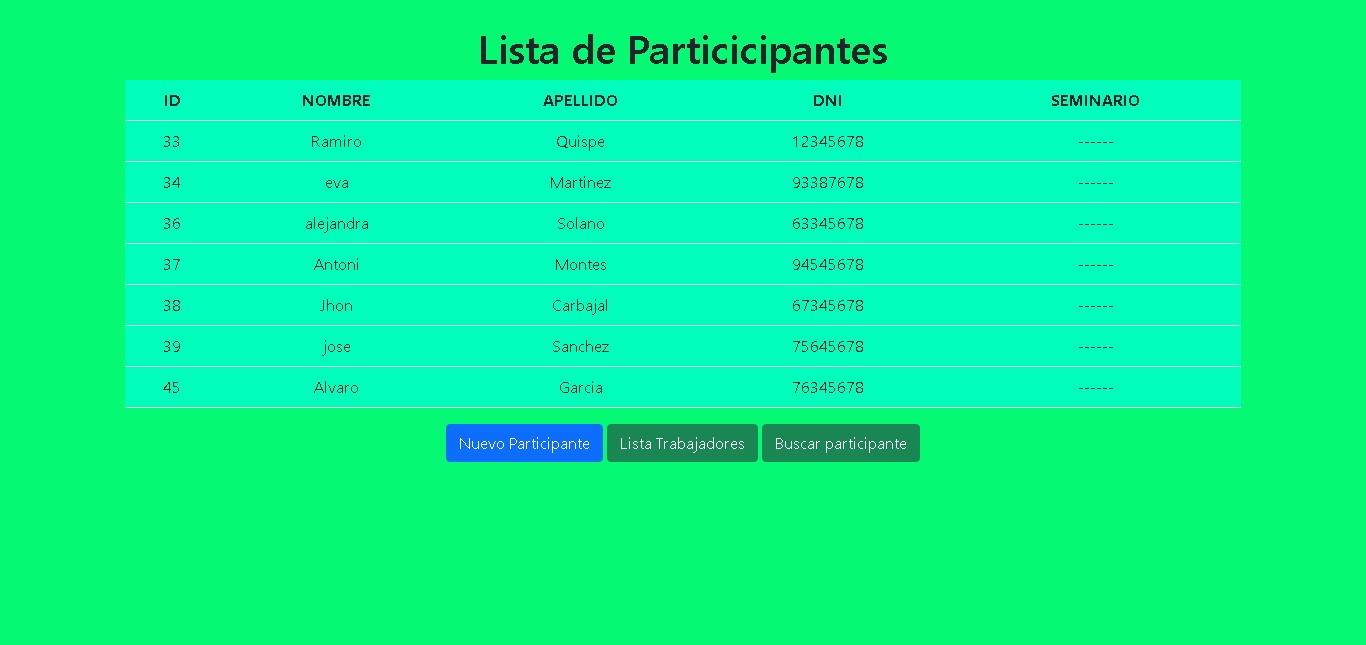 Lista de Particicipantes
ID NOMBRE APELLIDO DNI SEMINARIO
33 Ramiro Quispe 12345678 ------
34 eva Martinez 93387678 ------
36 alejandra Solano 63345678 ------
37 Antoni Montes 94545678 ------
38 Jhon Carbajal 67345678 ------
39 jose Sanchez 75645678 ------
45 Alvaro Garcia 76345678 ------
Nuevo Participante Lista Trabajadores Buscar participante